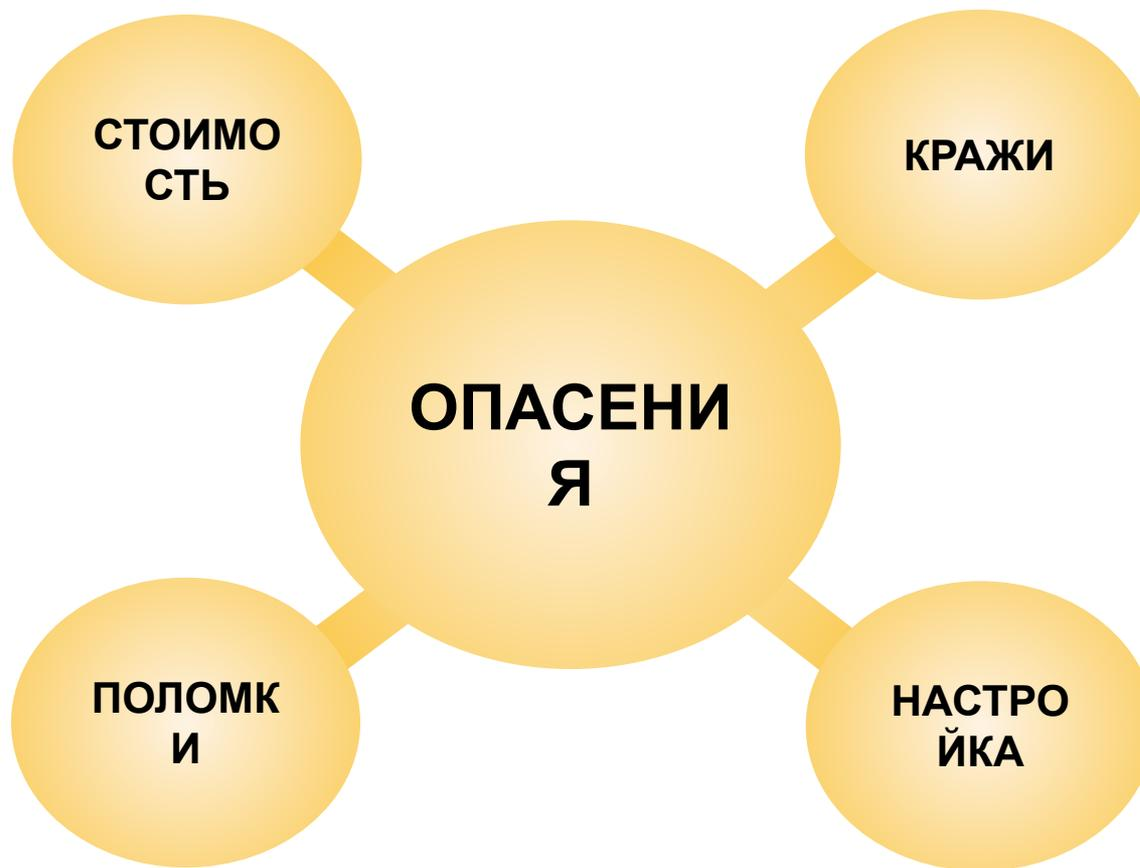 СТОИМО
СТЬ
КРАЖИ
ОПАСЕНИ
Я
ПОЛОМК
И
НАСТРО
ЙКА